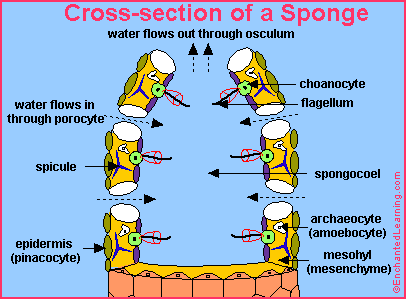 Cross-section of a Sponge
water flows out through osculum
choanocyte
flagellum
water flows in
through porocyte
spicule
spongocoel
archaeocyte
(amoebocyte)
epidermis
(pinacocyte)
mesohyl
(mesenchyme)
©EnchantedLearning.com